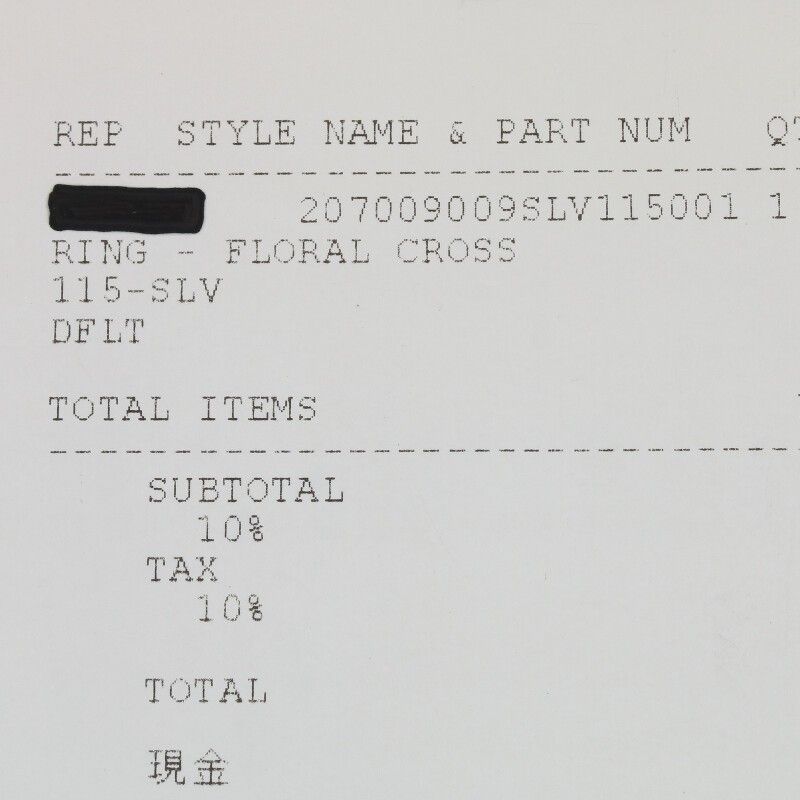 REP STYLE NAME & PART NUM QT
207009009SLV115001 1
RING - FLORAL CROSS
115-SLV
DFLT
TOTAL ITEMS
SUBTOTAL
10%
TAX
10%
TOTAL
現金